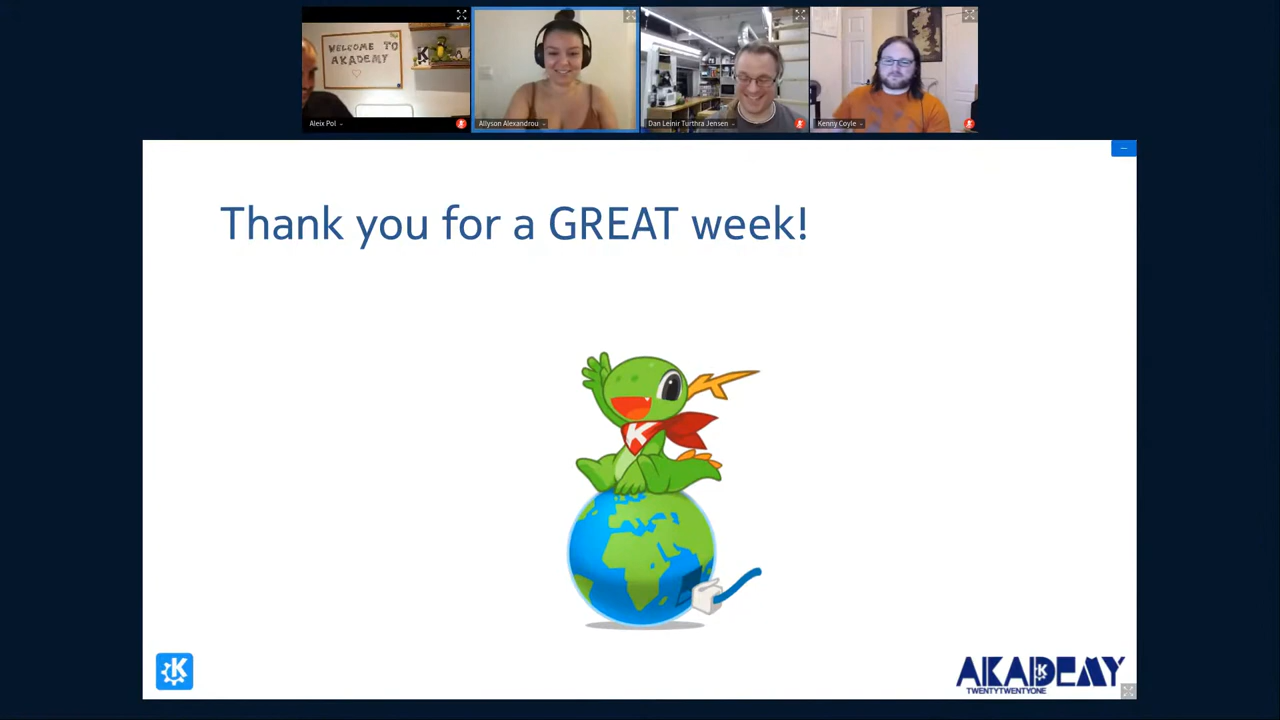 WELCOME TO
AKADEMY
Aleix Pol
Allyson Alexandrou
Dan Leinir Turthra Jensen
Kenny Coyle
Thank you for a GREAT week!
K
K
AKADEMY
TWENTYTWENTYONE